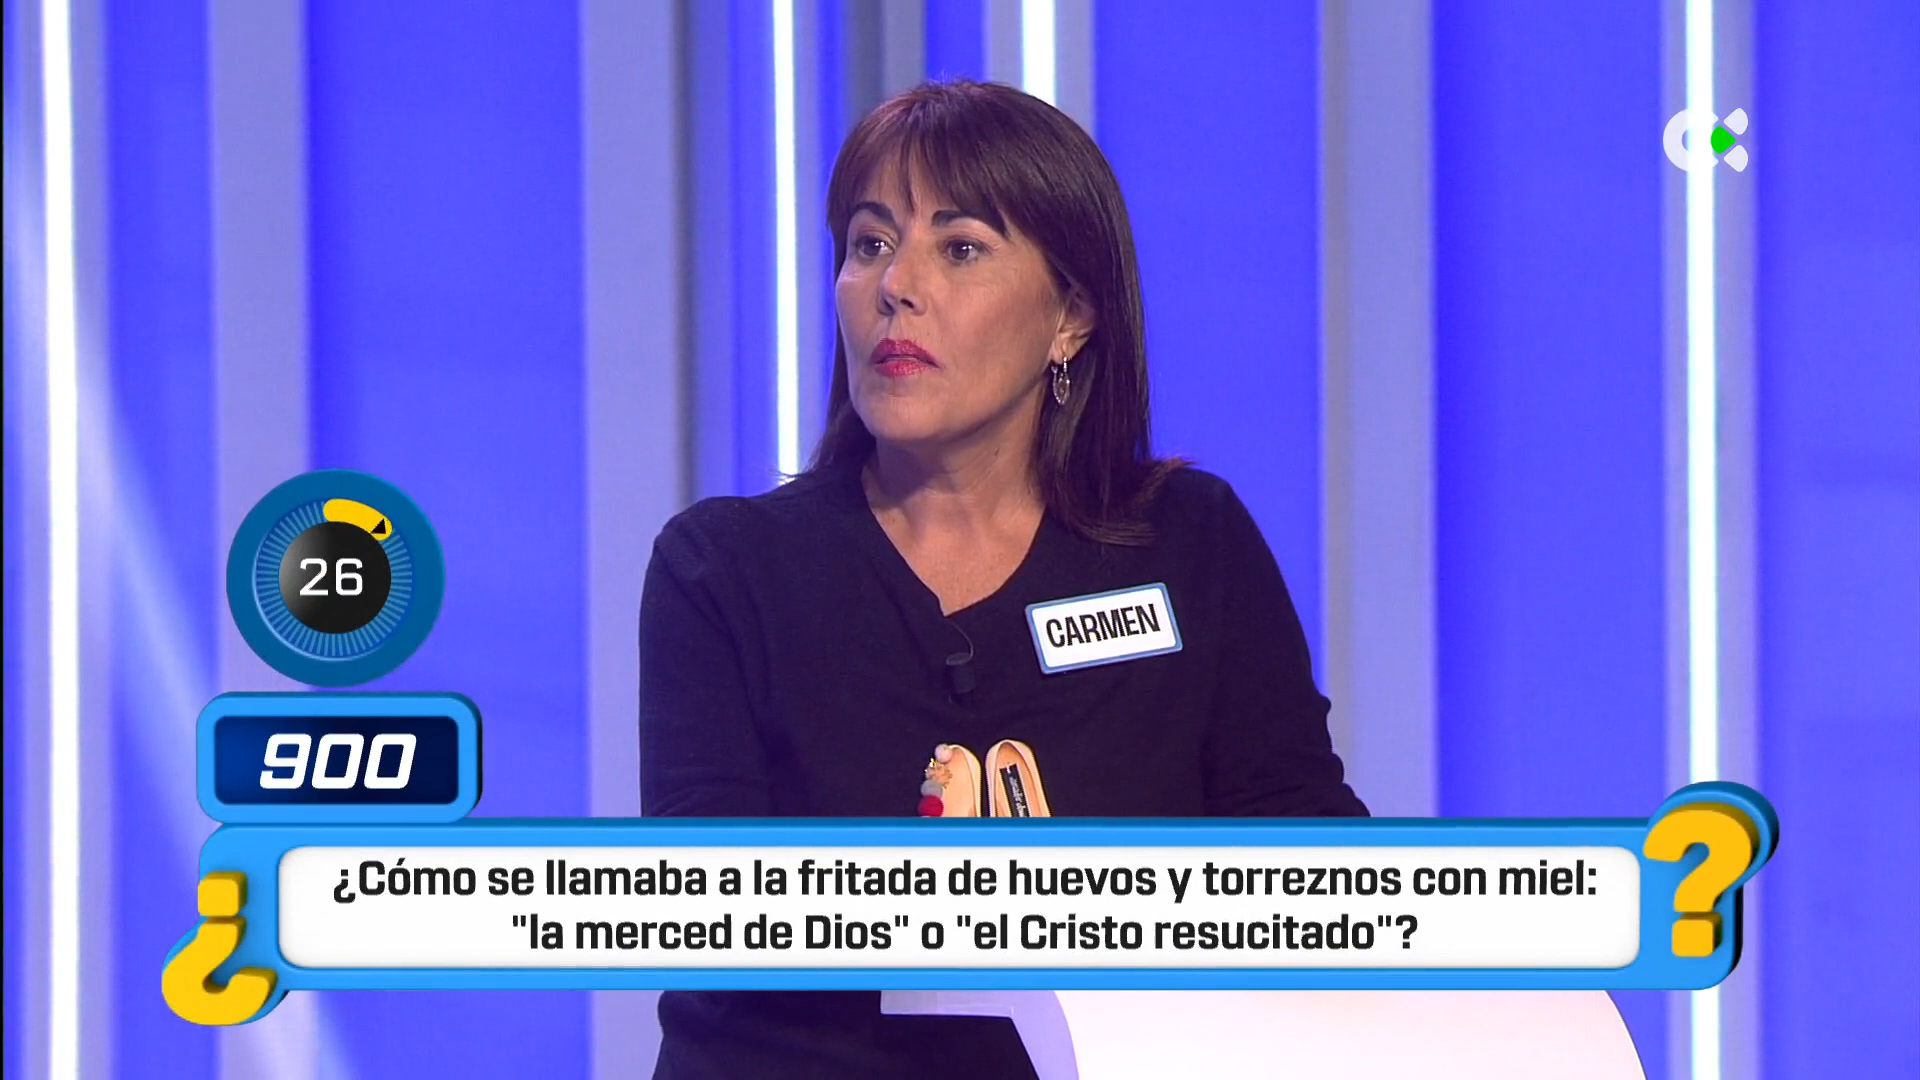 26
CARMEN
900
¿Cómo se llamaba a la fritada de huevos y torreznos con miel:
"la merced de Dios" o "el Cristo resucitado"?